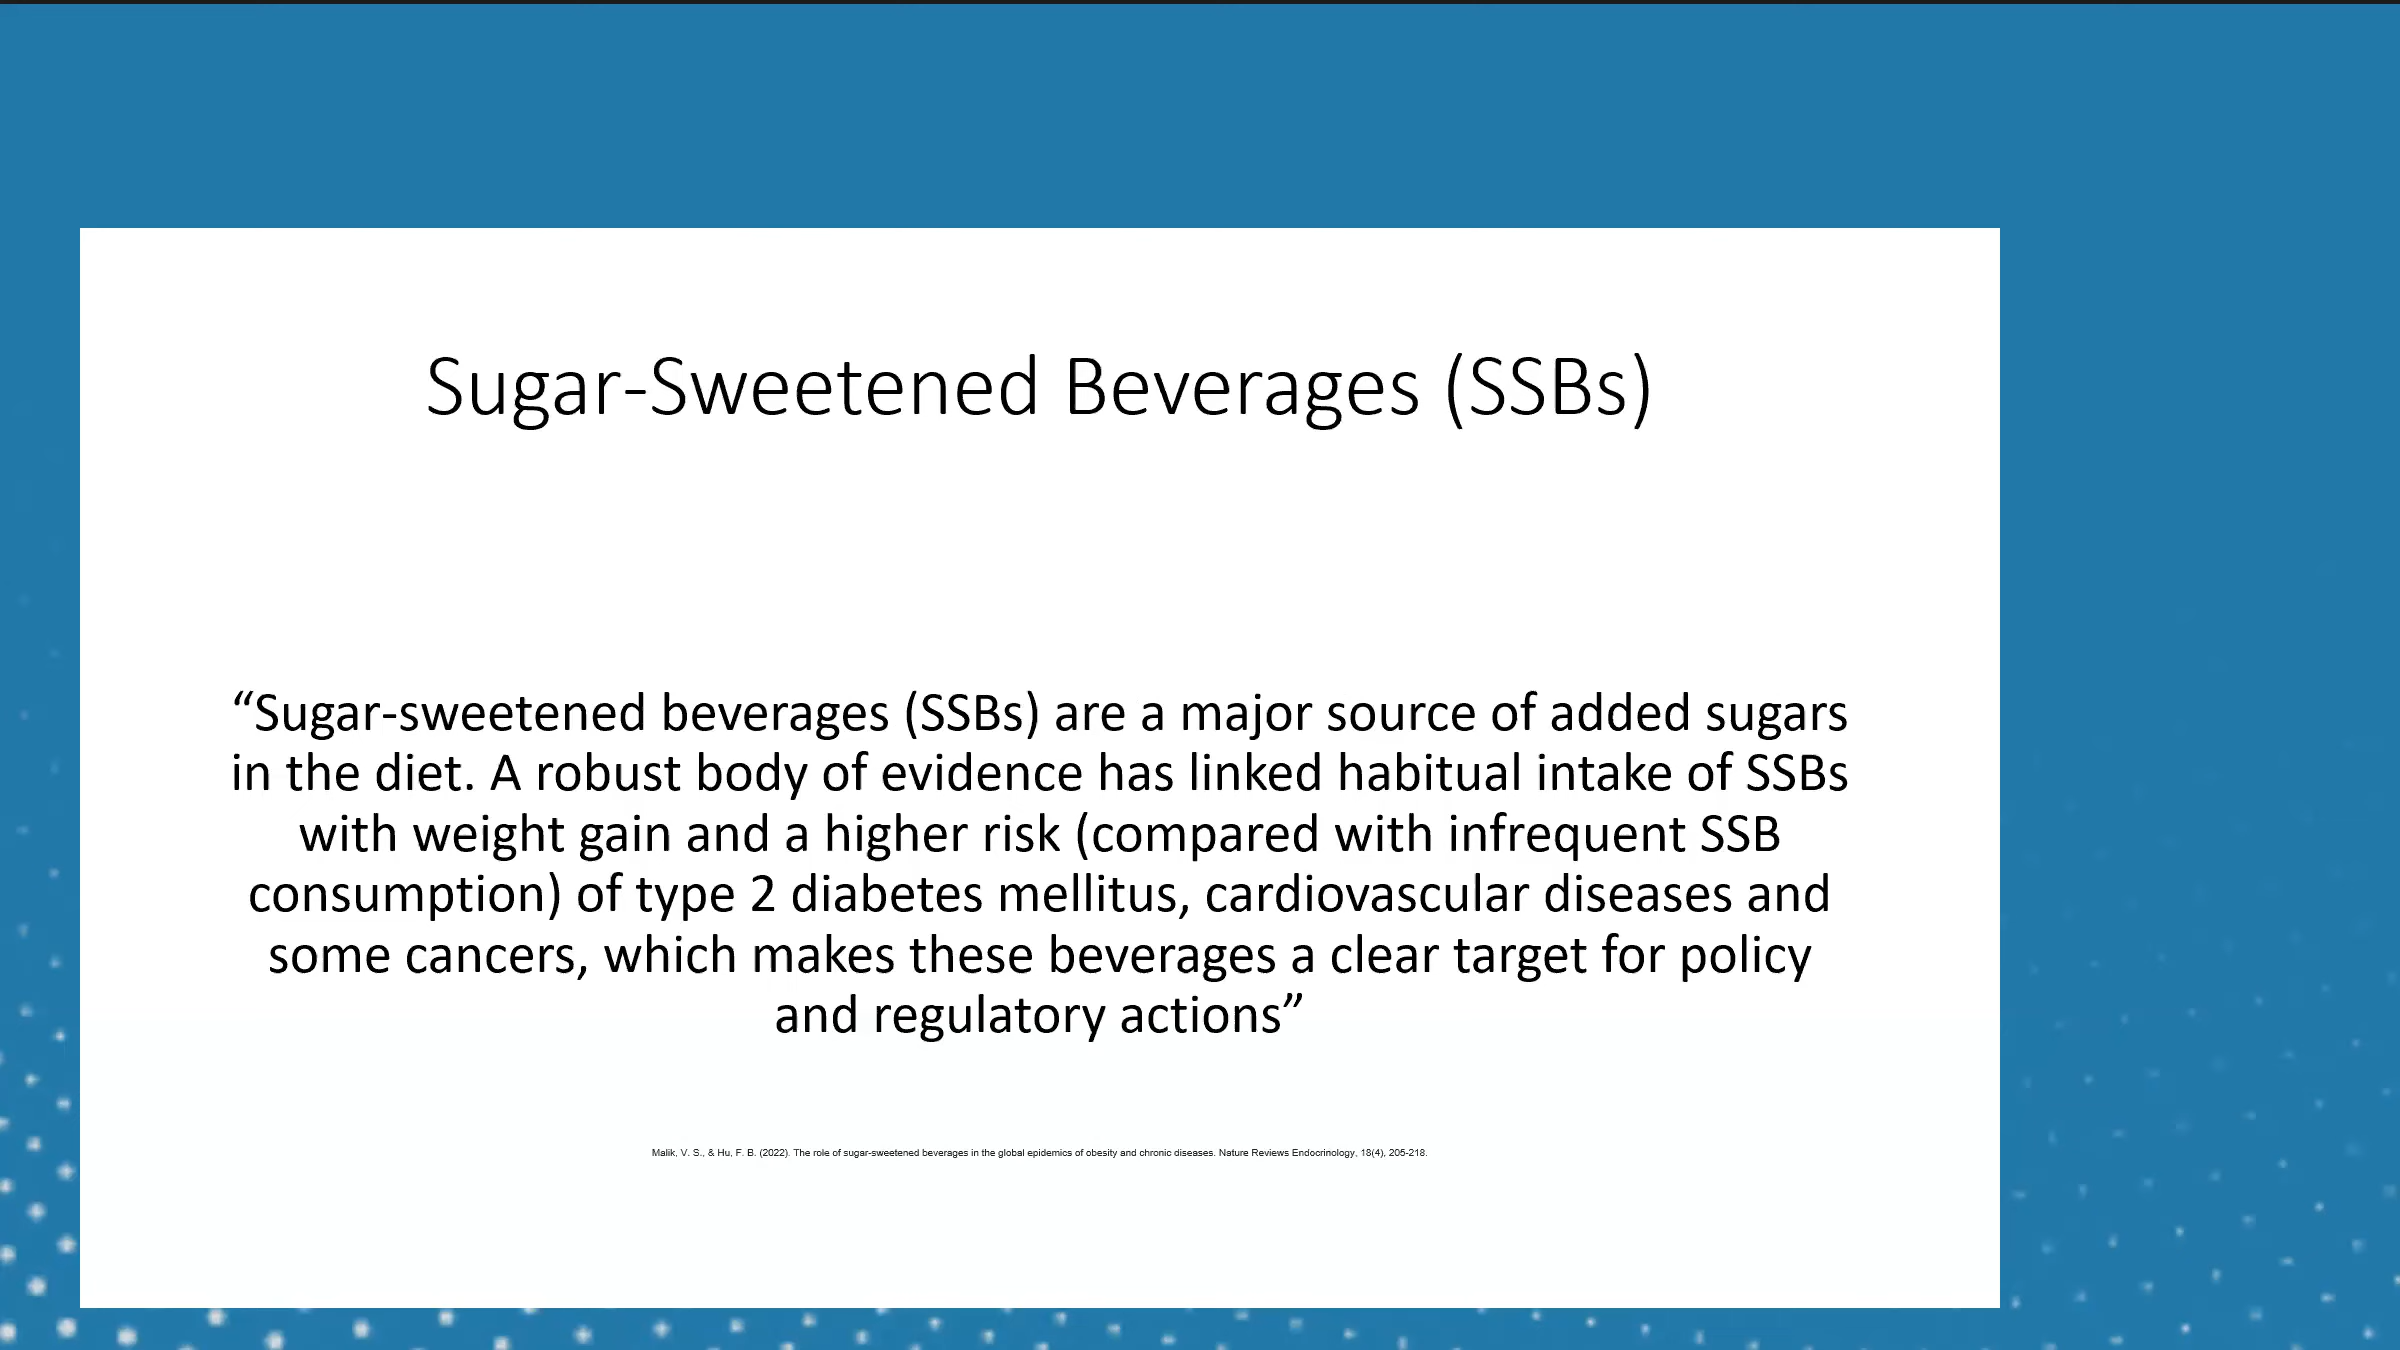 Sugar-Sweetened Beverages (SSBs)
“Sugar-sweetened beverages (SSBs) are a major source of added sugars
in the diet. A robust body of evidence has linked habitual intake of SSBs
with weight gain and a higher risk (compared with infrequent SSB
consumption) of type 2 diabetes mellitus, cardiovascular diseases and
some cancers, which makes these beverages a clear target for policy
and regulatory actions”
Malik, V. S., & Hu, F. B. (2022). The role of sugar-sweetened beverages in the global epidemics of obesity and chronic diseases. Nature Reviews Endocrinology, 18(4), 205-218.